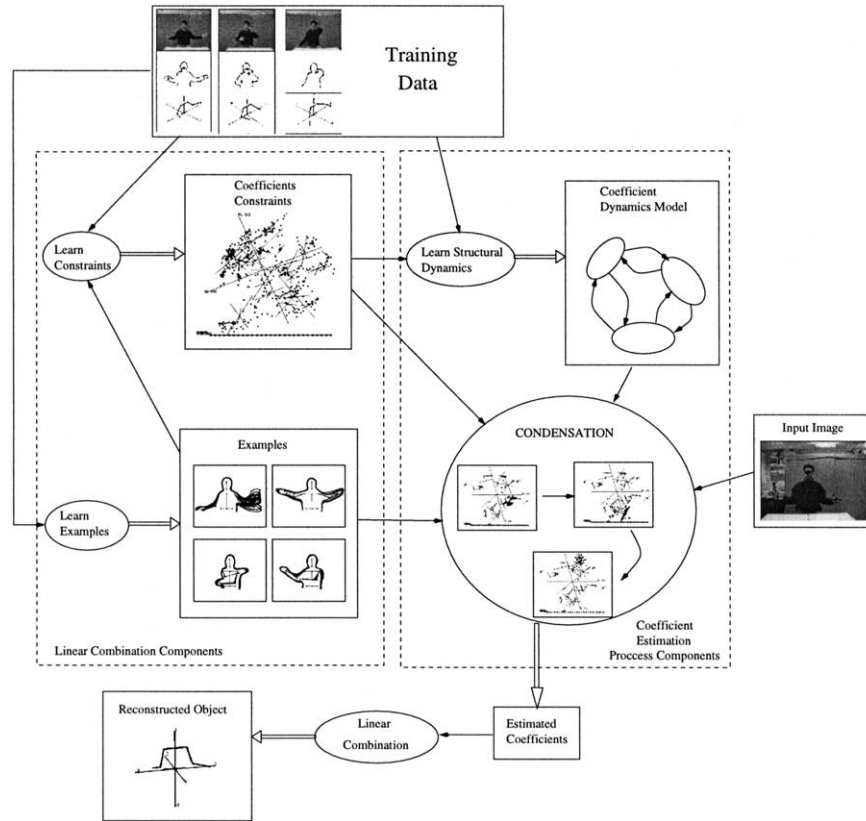 Training
Data
Coefficients
Constraints
Coefficient
Dynamics Model
Learn
Constraints
Learn Structural
Dynamics
Examples
CONDENSATION
Input Image
Learn
Examples
Linear Combination Components
Coefficient
Estimation
Proccess Components
Reconstructed Object
Linear
Combination
Estimated
Coefficients